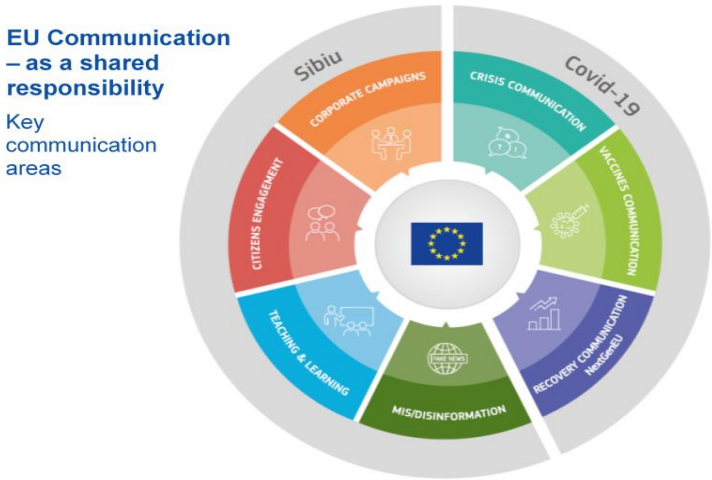 EU Communication
– as a shared
responsibility
Key
communication
areas
Sibiu
Covid-19
CORPORATE CAMPAIGNS
CRISIS COMMUNICATION
VACCINES COMMUNICATION
RECOVERY COMMUNICATION
NextGenEU
MIS/DISINFORMATION
FAKE NEWS
TEACHING & LEARNING
CITIZENS ENGAGEMENT